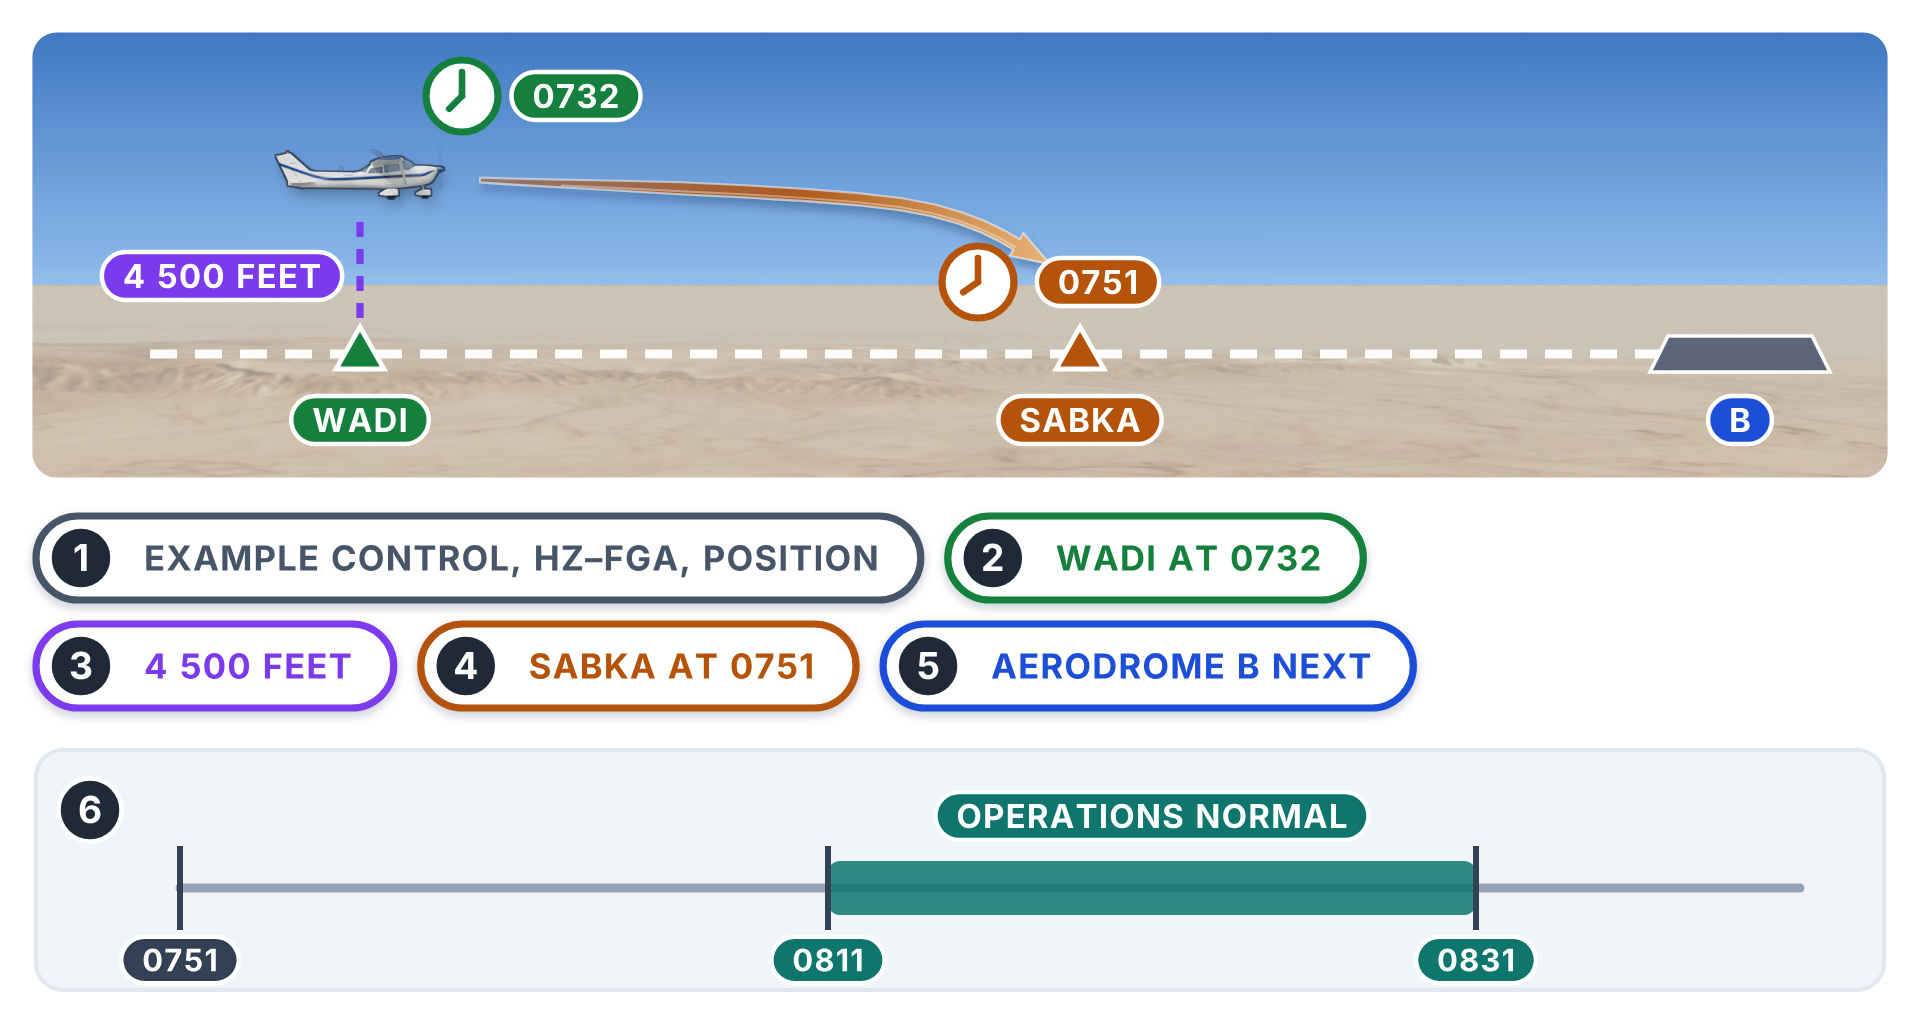 0732
4 500 FEET
0751
WADI
SABKA
B
1 EXAMPLE CONTROL, HZ–FGA, POSITION
2 WADI AT 0732
3 4 500 FEET
4 SABKA AT 0751
5 AERODROME B NEXT
6
OPERATIONS NORMAL
0751
0811
0831